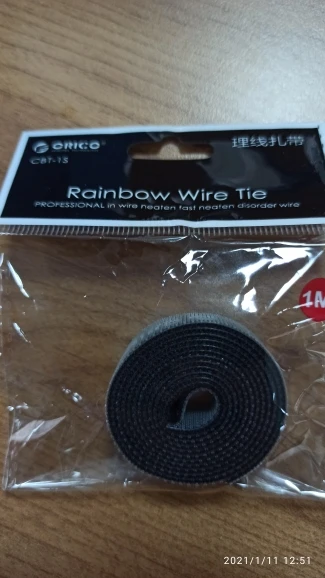 ORICO
理线扎带
CBT-1S
Rainbow Wire Tie
PROFESSIONAL in wire neaten fast neaten disorder wire
1M
2021/1/11 12:51